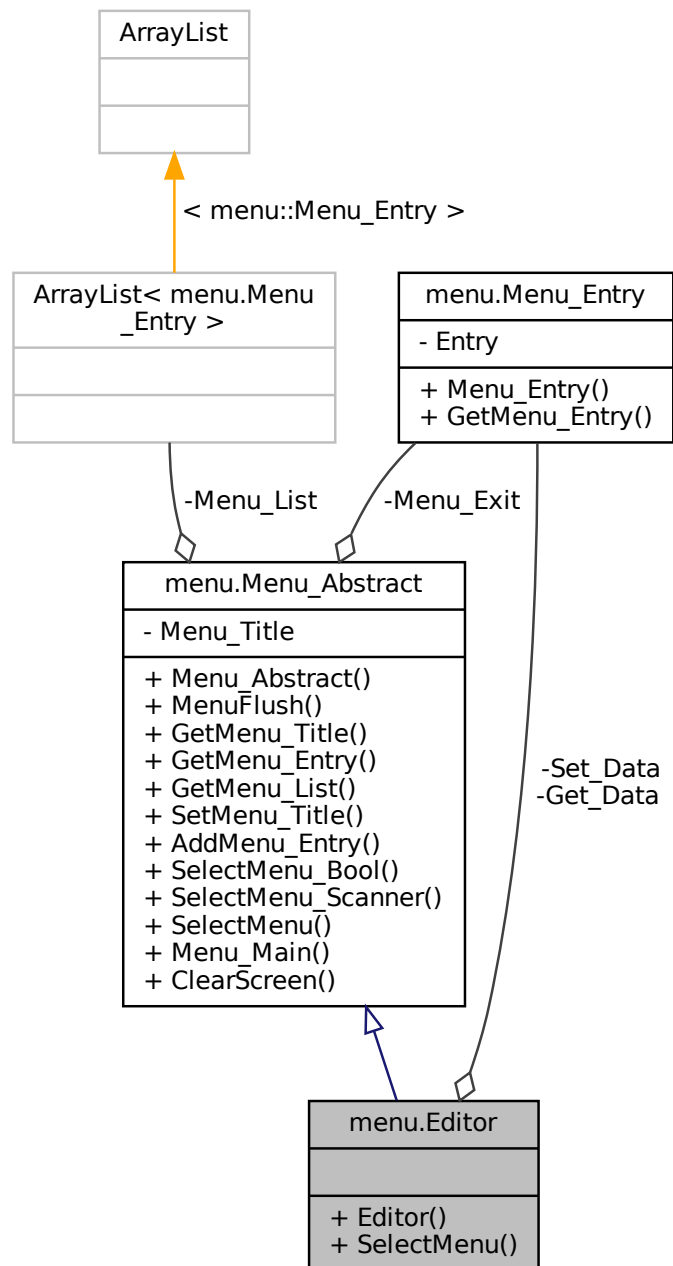 ArrayList
< menu::Menu_Entry >
ArrayList< menu.Menu
_Entry >
menu.Menu_Entry
- Entry
+ Menu_Entry()
+ GetMenu_Entry()
-Menu_List
-Menu_Exit
menu.Menu_Abstract
- Menu_Title
+ Menu_Abstract()
+ MenuFlush()
+ GetMenu_Title()
+ GetMenu_Entry()
+ GetMenu_List()
+ SetMenu_Title()
+ AddMenu_Entry()
+ SelectMenu_Bool()
+ SelectMenu_Scanner()
+ SelectMenu()
+ Menu_Main()
+ ClearScreen()
-Set_Data
-Get_Data
menu.Editor
+ Editor()
+ SelectMenu()